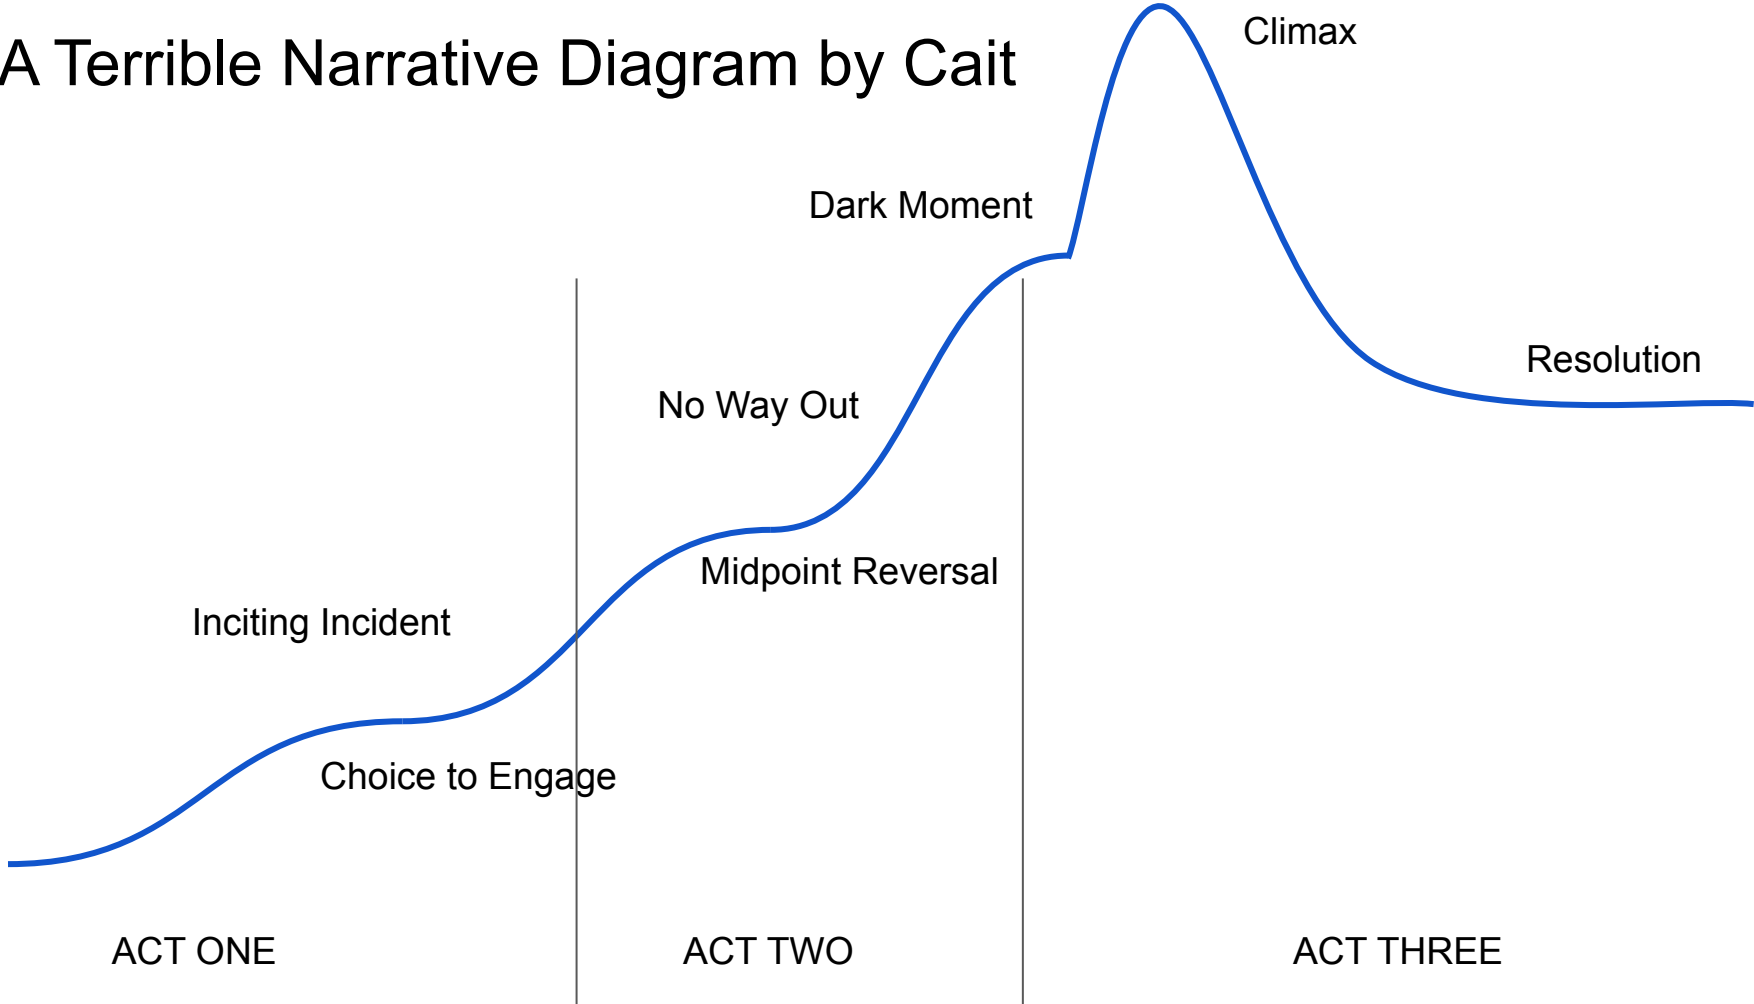 A Terrible Narrative Diagram by Cait
Climax
Dark Moment
Resolution
No Way Out
Midpoint Reversal
Inciting Incident
Choice to Engage
ACT ONE
ACT TWO
ACT THREE